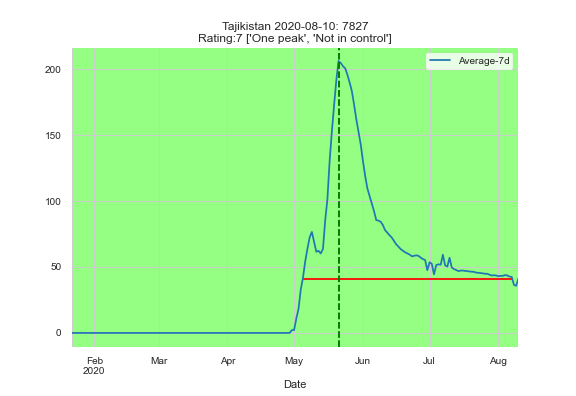 Tajikistan 2020-08-10: 7827
Rating:7 ['One peak', 'Not in control']
Average-7d
200
150
100
50
0
Feb
2020
Mar
Apr
May
Jun
Jul
Aug
Date